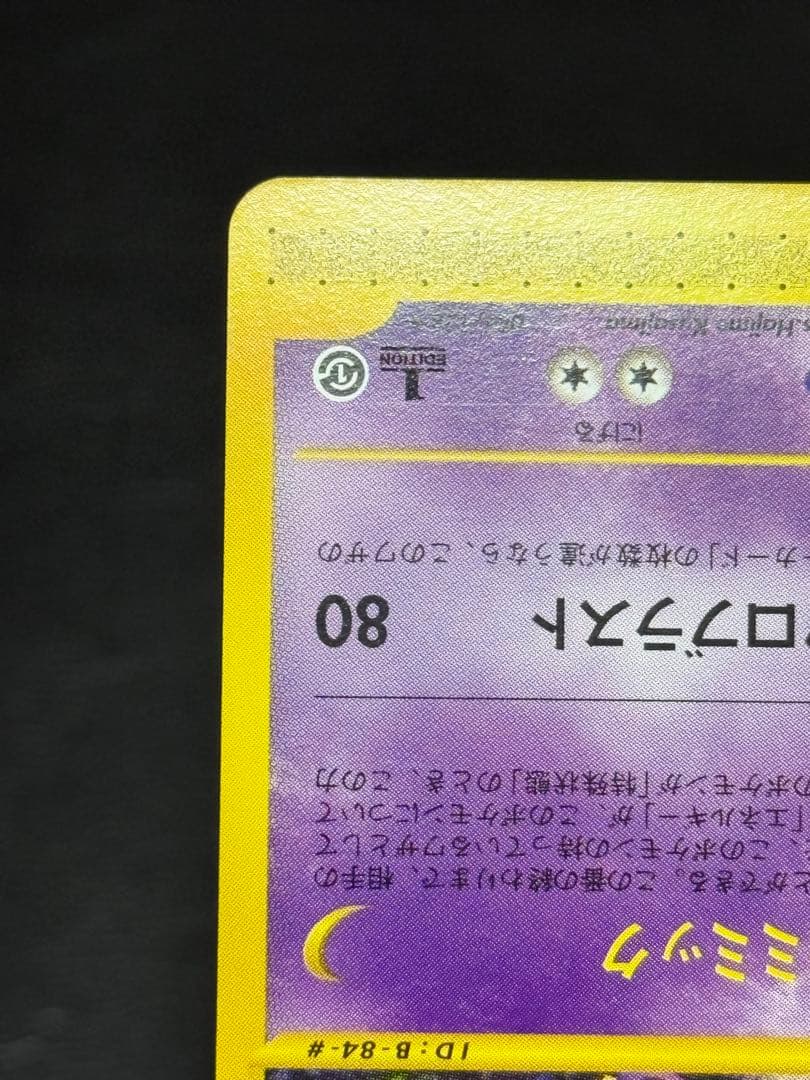 ID:B-84-#
ミミック
とができる。この番の終わりまで、相手の
、このポケモンの持っているワザとして
「エネルギー」が、このポケモンについて
のポケモンが「特殊状態」のとき、この力
ロブラスト 80
カード」の枚数が違うなら、このワザの
にげる
1 EDITION
Hajime Kusajima